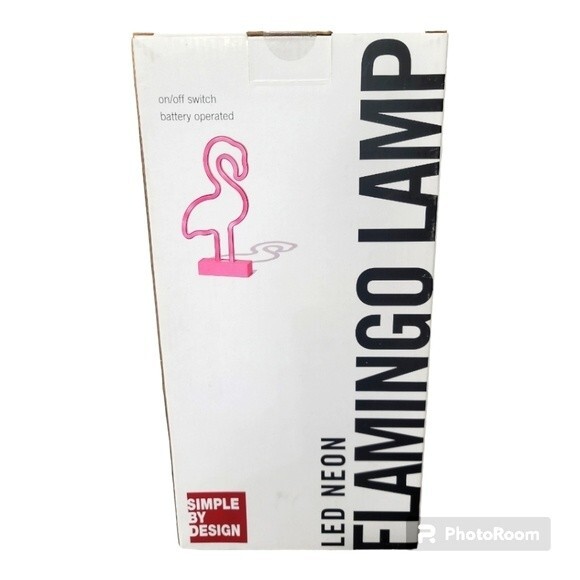 on/off switch
battery operated
LED NEON
FLAMINGO LAMP
SIMPLE
BY
DESIGN
PhotoRoom